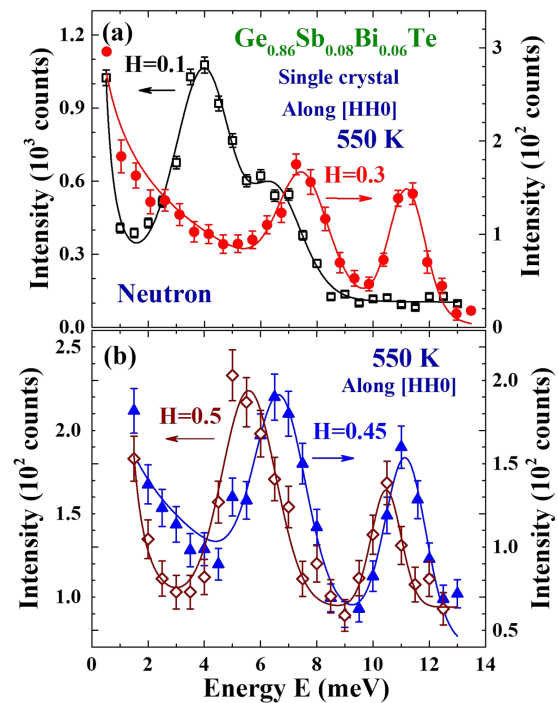 (a)
Ge0.86Sb0.08Bi0.06Te
H=0.1
Single crystal
Along [HH0]
550 K
H=0.3
Neutron
Intensity (10³ counts)
1.2
0.9
0.6
0.3
0.0
3
2
1
0
Intensity (10² counts)
(b)
550 K
Along [HH0]
H=0.5
H=0.45
Intensity (10² counts)
2.5
2.0
1.5
1.0
2.0
1.5
1.0
0.5
Intensity (10² counts)
0 2 4 6 8 10 12 14
Energy E (meV)